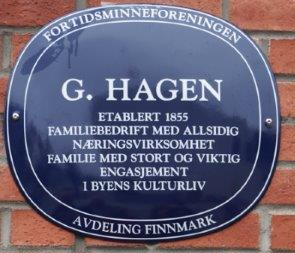 FORTIDSMINNEFORENINGEN
G. HAGEN
ETABLERT 1855
FAMILIEBEDRIFT MED ALLSIDIG
NÆRINGSVIRKSOMHET
FAMILIE MED STORT OG VIKTIG
ENGASJEMENT
I BYENS KULTURLIV
AVDELING FINNMARK